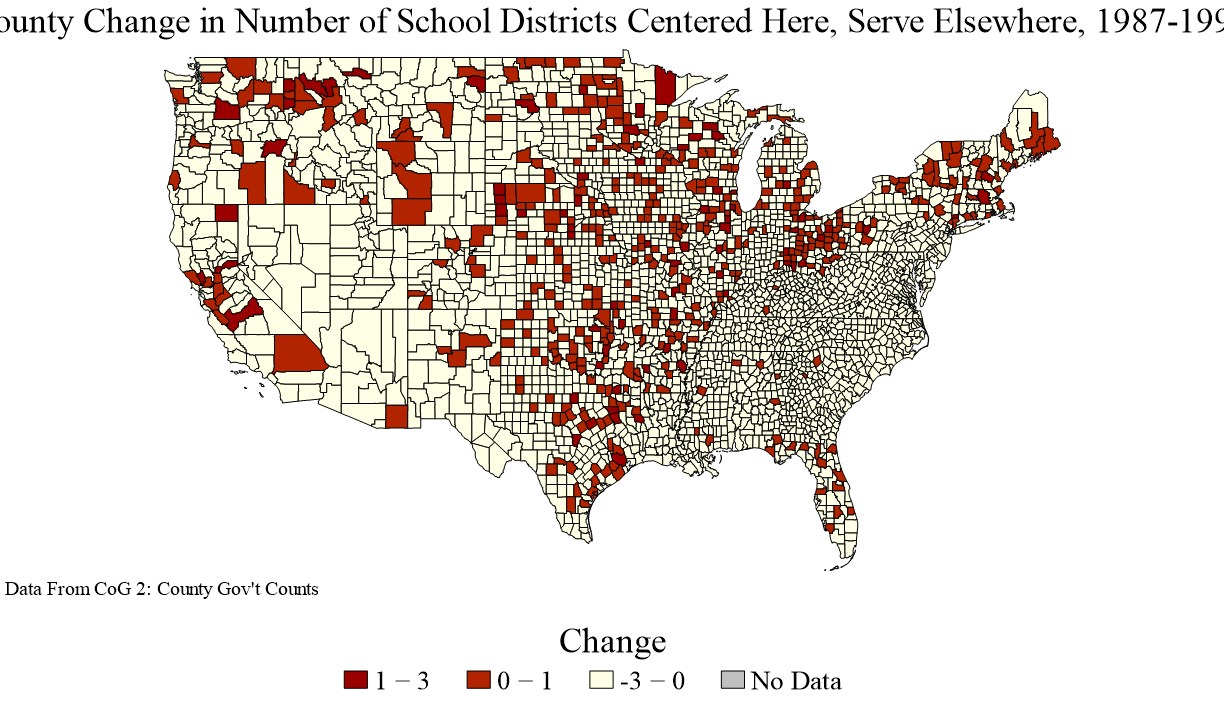 ounty Change in Number of School Districts Centered Here, Serve Elsewhere, 1987-199
Data From CoG 2: County Gov't Counts
Change
1 − 3 0 − 1 -3 − 0 No Data